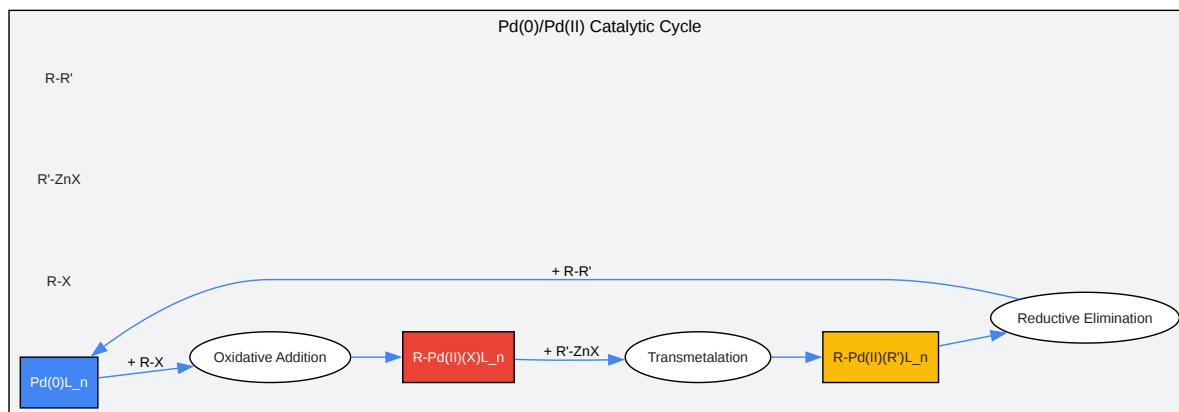 Pd(0)/Pd(II) Catalytic Cycle
R-R'
R'-ZnX
R-X
+ R-R'
Reductive Elimination
Pd(0)L_n
+ R-X
Oxidative Addition
R-Pd(II)(X)L_n
+ R'-ZnX
Transmetalation
R-Pd(II)(R')L_n